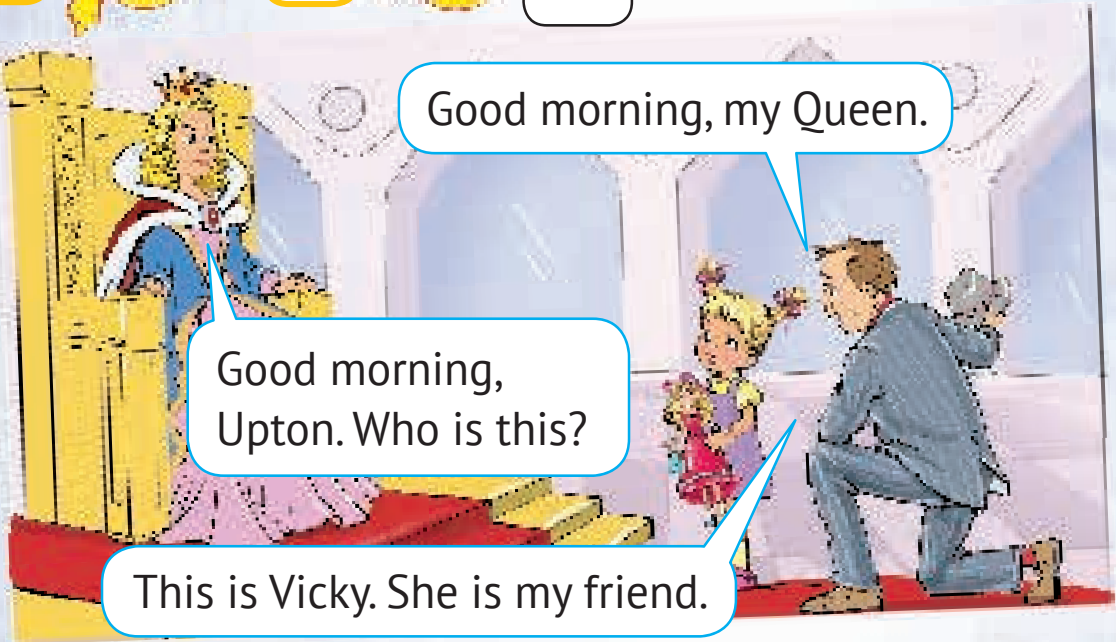 Good morning, my Queen.
Good morning,
Upton. Who is this?
This is Vicky. She is my friend.